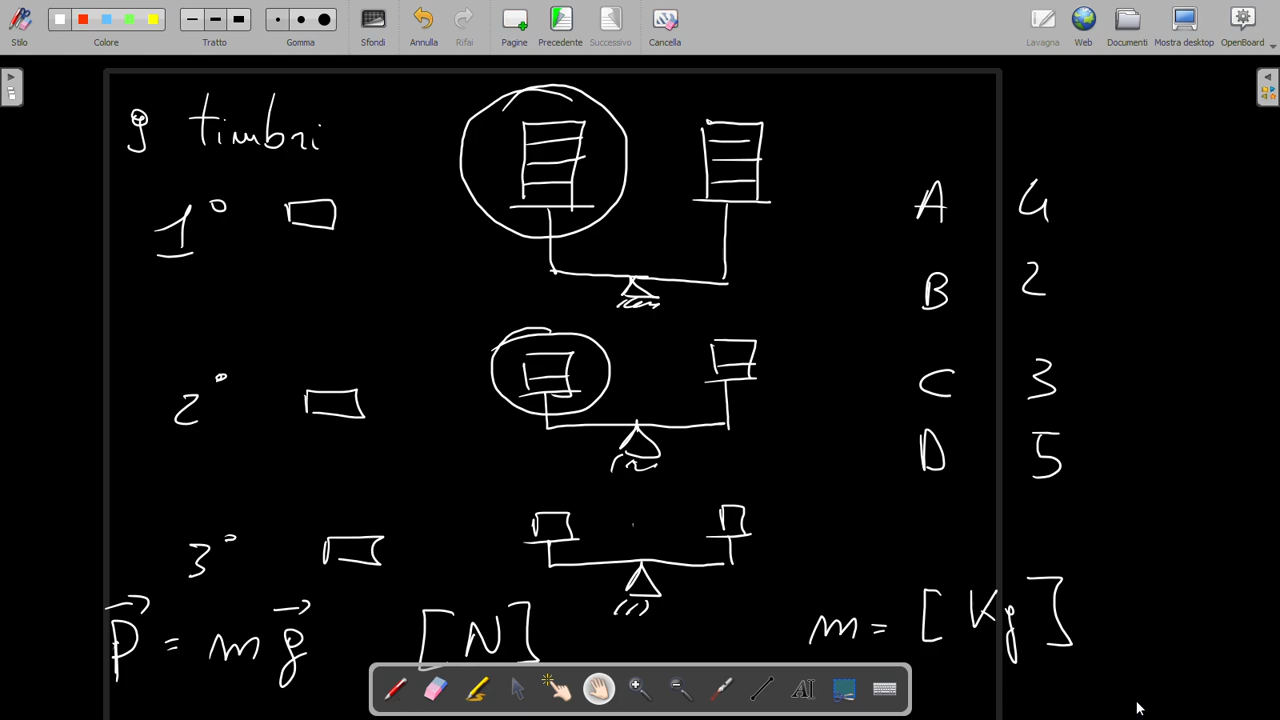 Stilo Colore Tratto Gomma Sfondi Annulla Rifai Pagine Precedente Successivo Cancella Lavagna Web Documenti Mostra desktop OpenBoard
9 timbri
1° A 4
B 2
2° C 3
D 5
3°
p = m g [N] m = [Kg]